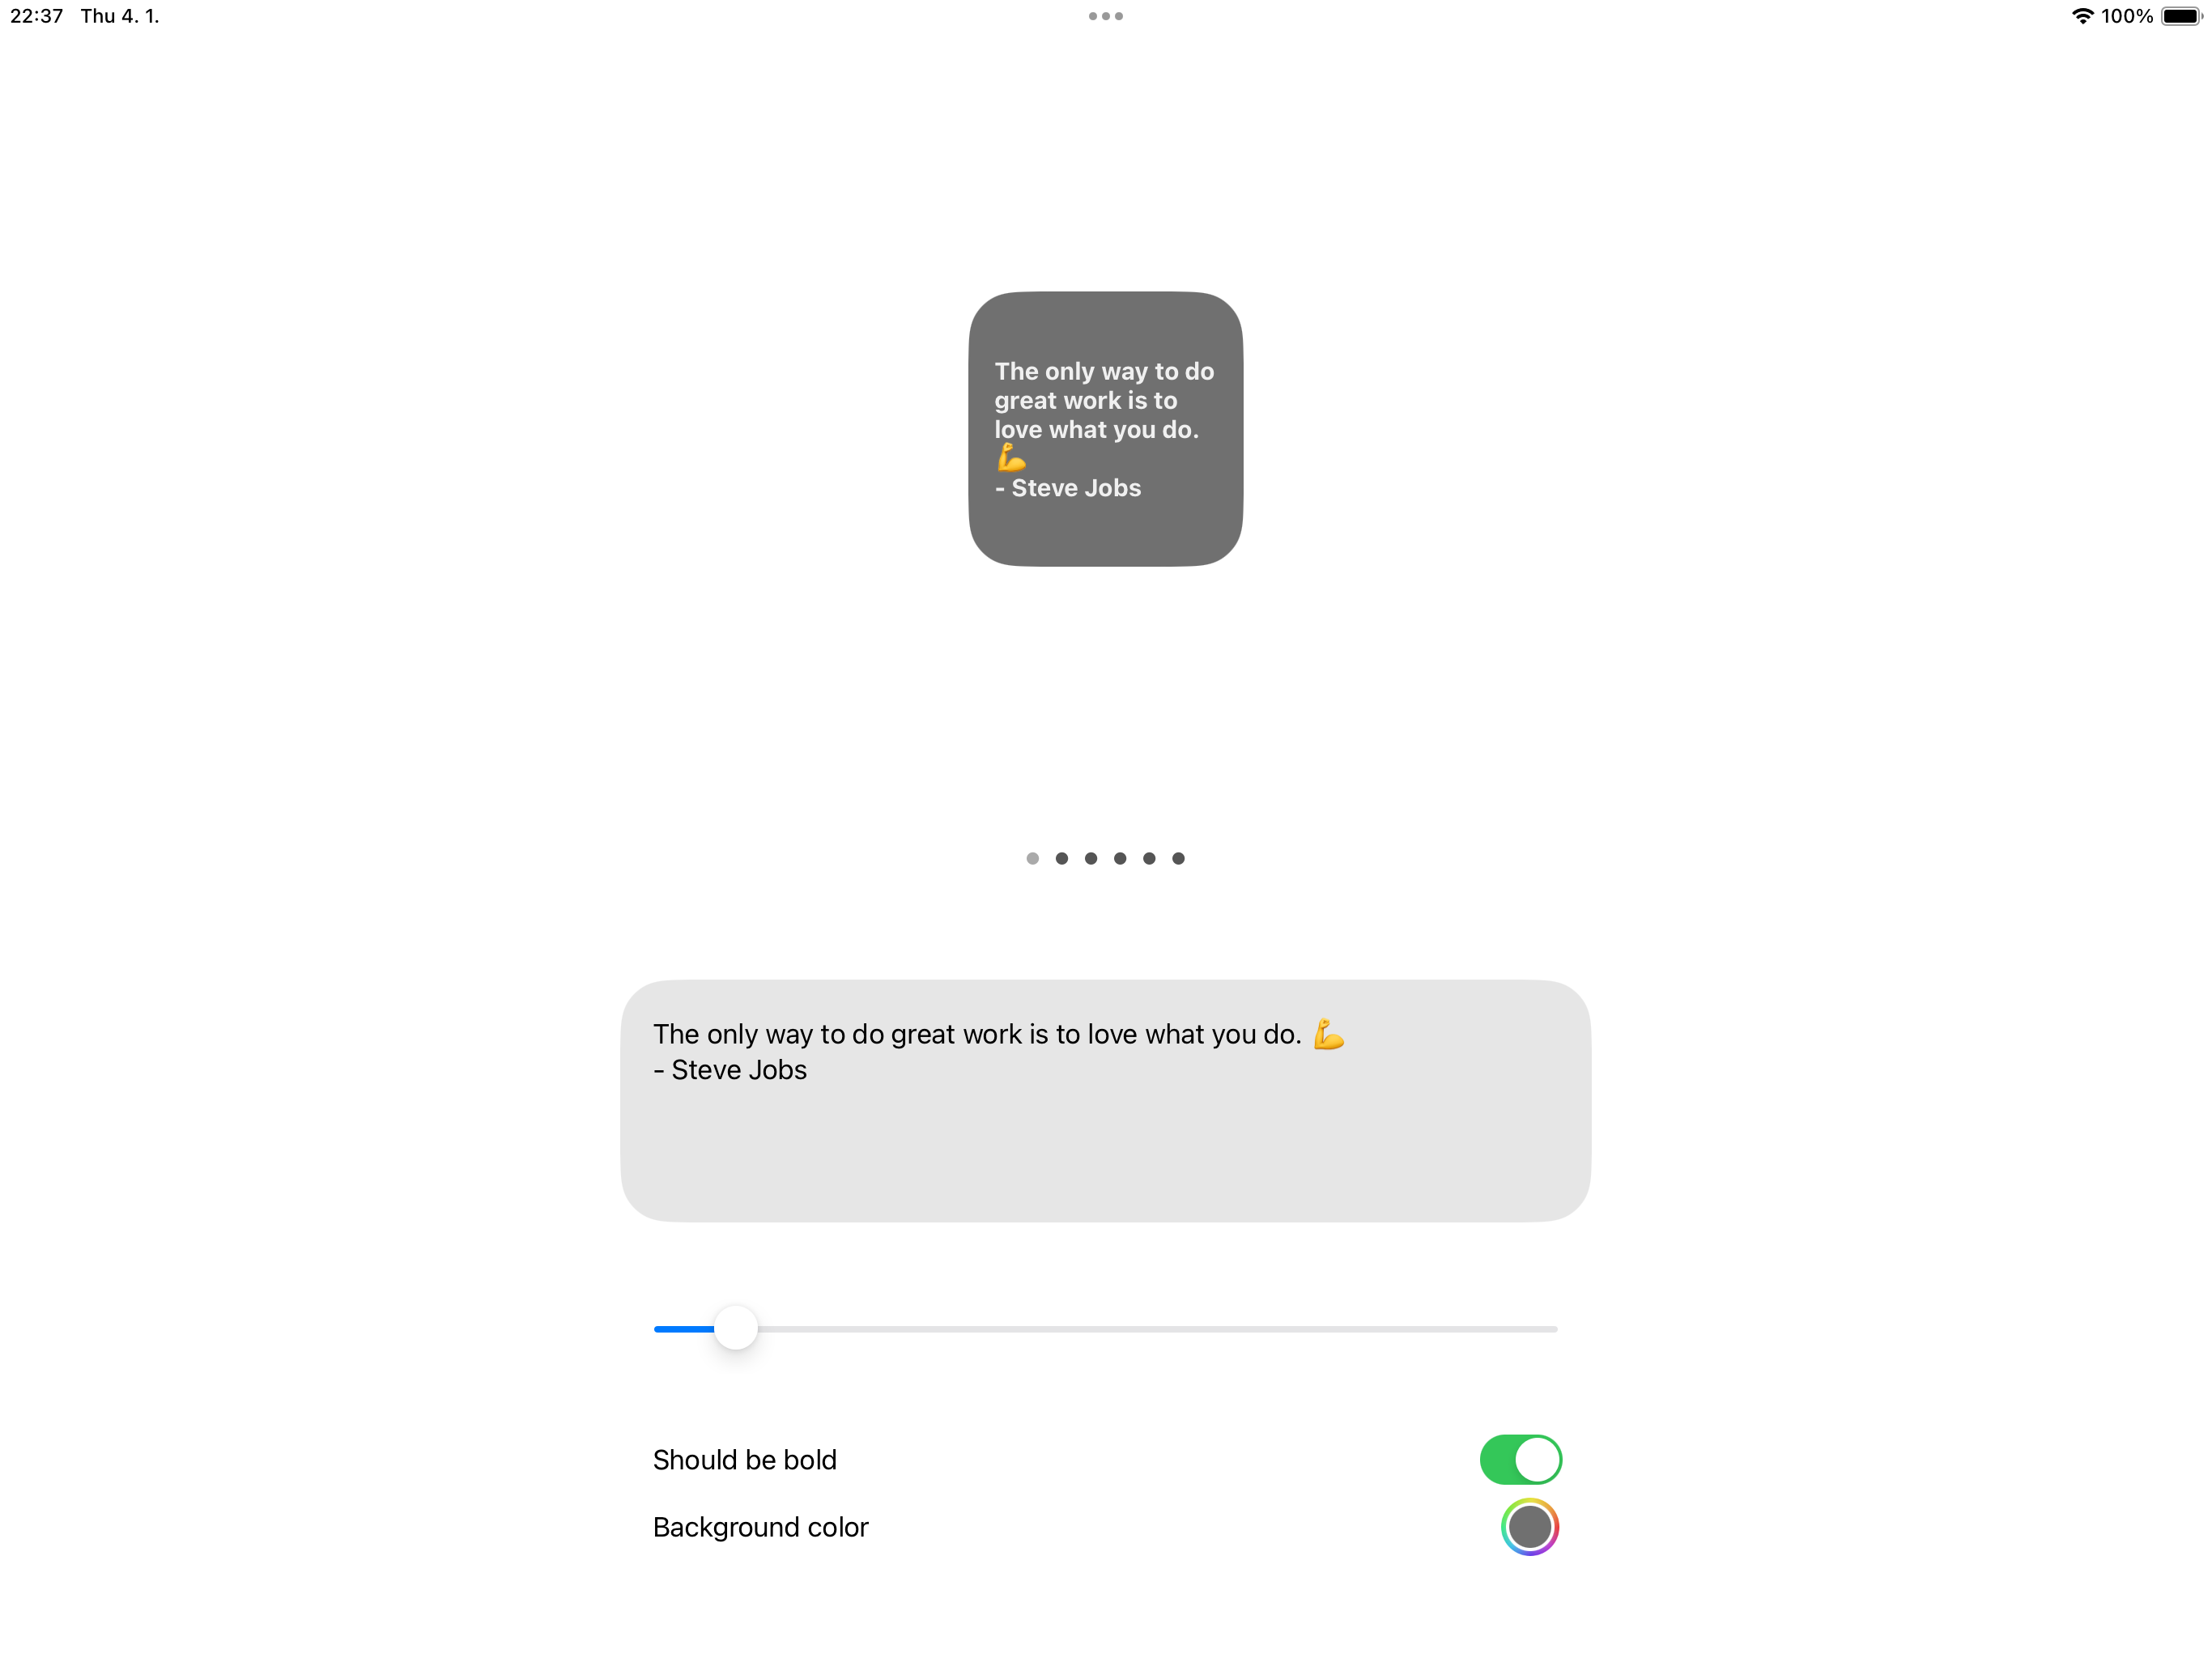 22:37 Thu 4. 1.
100%
The only way to do
great work is to
love what you do.
💪
- Steve Jobs
The only way to do great work is to love what you do. 💪
- Steve Jobs
Should be bold
Background color